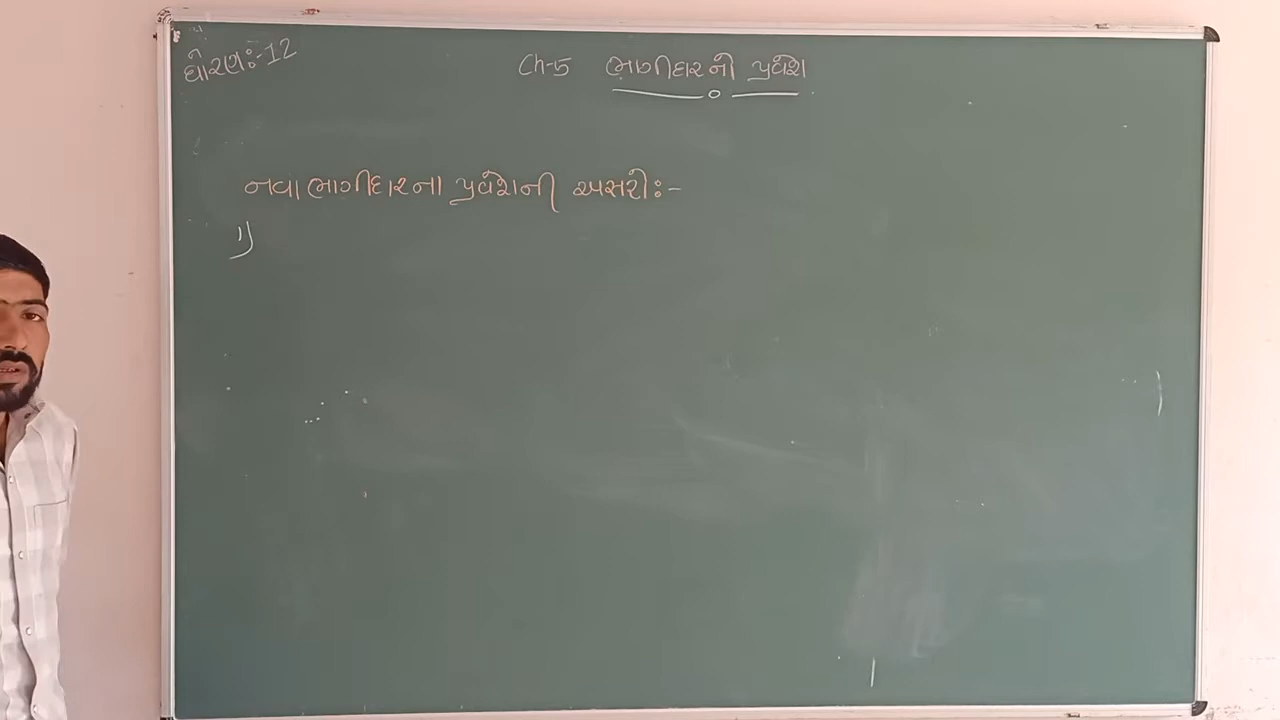 ધોરણઃ-12
Ch-5 ભાગીદારની પ્રવેશ
નવા ભાગીદારના પ્રવેશની અસરોઃ-
1)